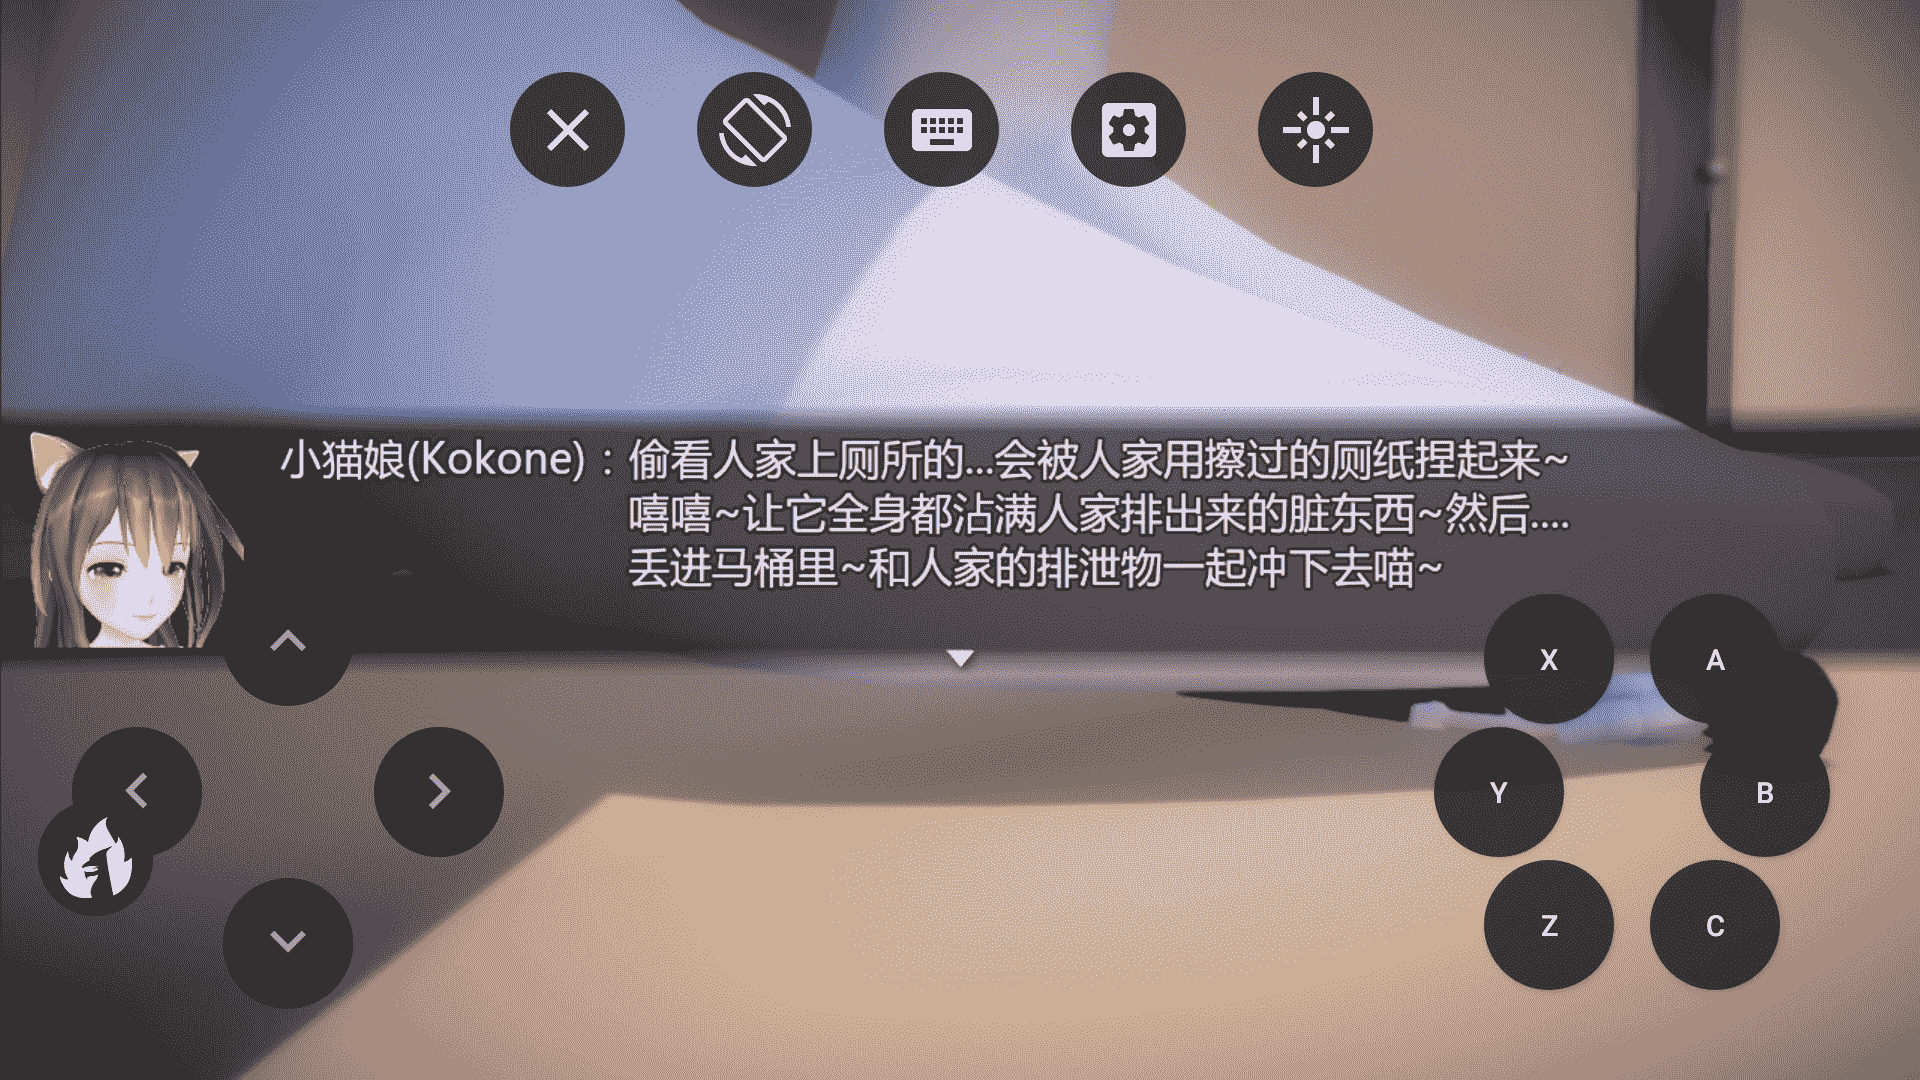 小猫娘(Kokone)：偷看人家上厕所的...会被人家用擦过的厕纸捏起来~
嘻嘻~让它全身都沾满人家排出来的脏东西~然后....
丢进马桶里~和人家的排泄物一起冲下去喵~
X
A
Y
B
Z
C